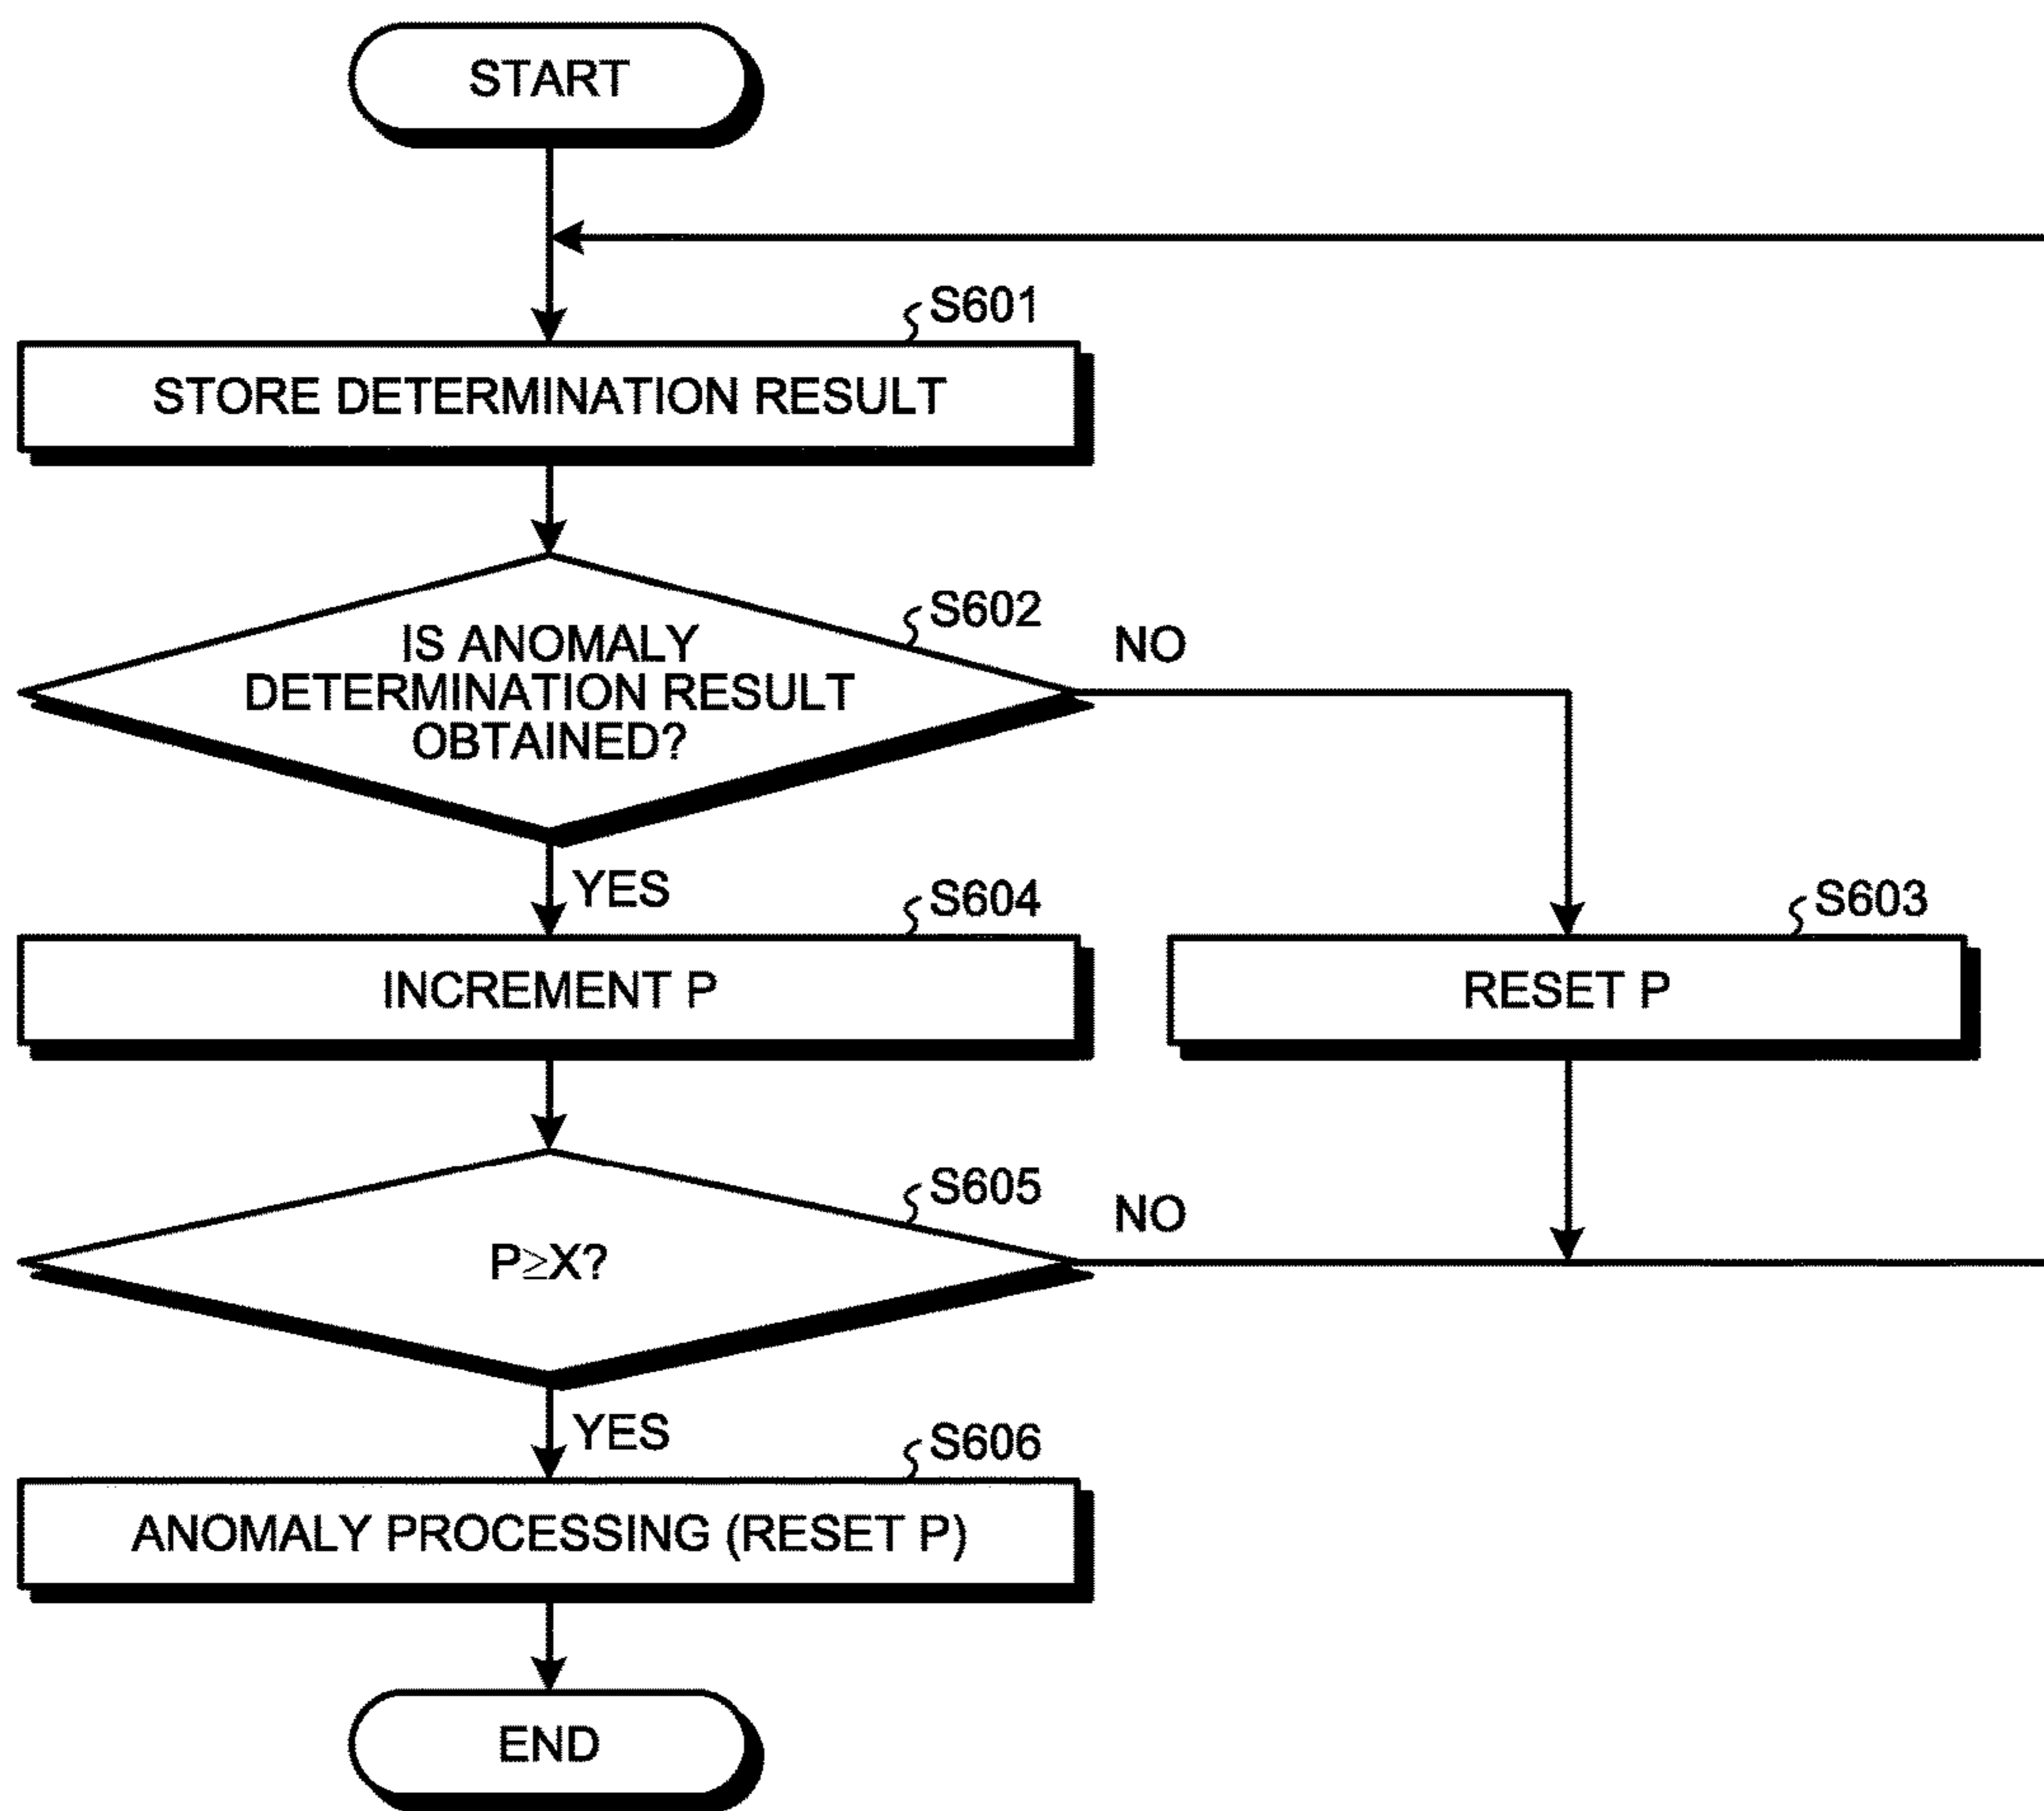 START
S601
STORE DETERMINATION RESULT
S602
IS ANOMALY
DETERMINATION RESULT
OBTAINED?
NO
YES
S604
INCREMENT P
S603
RESET P
S605
P≥X?
NO
YES
S606
ANOMALY PROCESSING (RESET P)
END